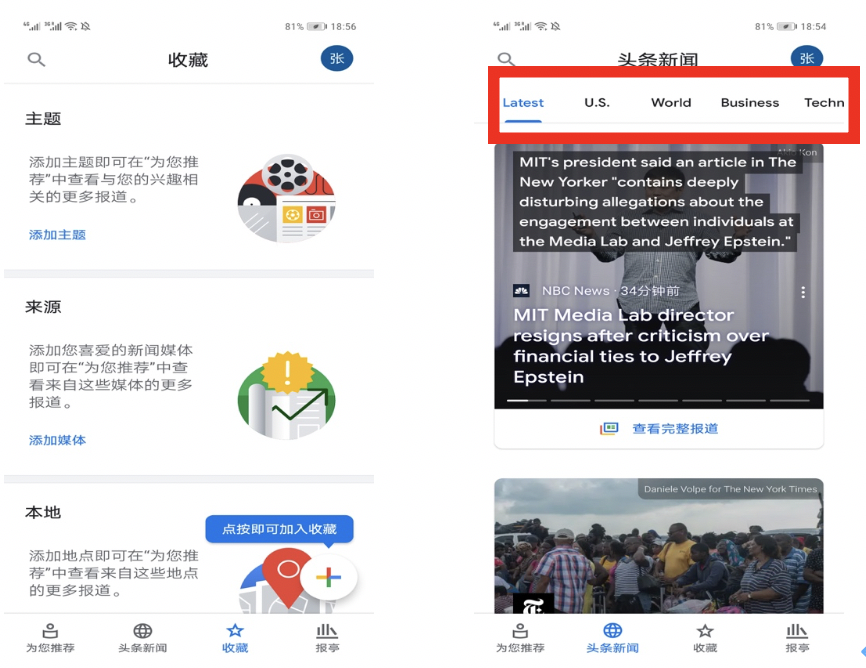 81% 18:56
收藏
张
主题
添加主题即可在“为您推
荐”中查看与您的兴趣相
关的更多报道。
添加主题
来源
添加您喜爱的新闻媒体
即可在“为您推荐”中查
看来自这些媒体的更多
报道。
添加媒体
本地
点按即可加入收藏
添加地点即可在“为您推
荐”中查看来自这些地点
的更多报道。
为您推荐
头条新闻
收藏
报亭
81% 18:54
头条新闻
张
Latest U.S. World Business Techn
MIT's president said an article in The
New Yorker "contains deeply
disturbing allegations about the
engagement between individuals at
the Media Lab and Jeffrey Epstein."
NBC News · 34分钟前
MIT Media Lab director
resigns after criticism over
financial ties to Jeffrey
Epstein
查看完整报道
Daniele Volpe for The New York Times
为您推荐
头条新闻
收藏
报亭